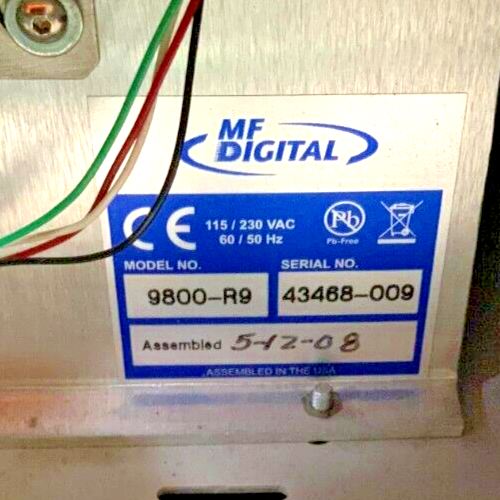 MF
DIGITAL
CE 115 / 230 VAC
60 / 50 Hz
Pb
Pb-Free
MODEL NO. SERIAL NO.
9800-R9 43468-009
Assembled 5-12-08
ASSEMBLED IN THE USA